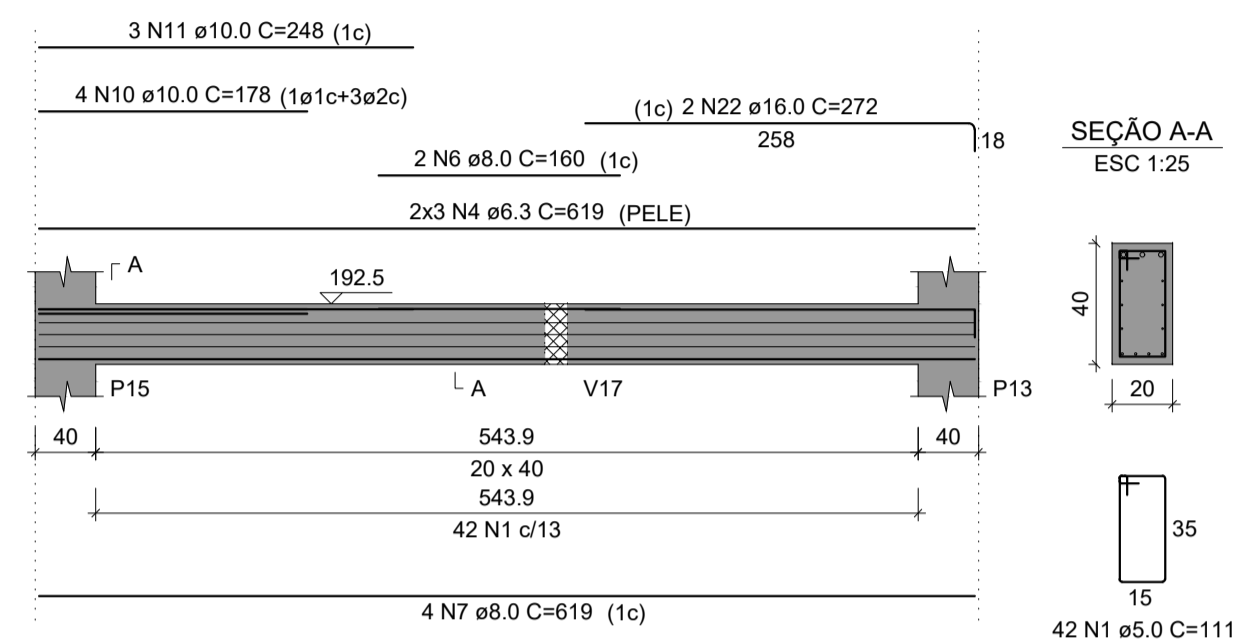 3 N11 ø10.0 C=248 (1c)
4 N10 ø10.0 C=178 (1ø1c+3ø2c)
(1c) 2 N22 ø16.0 C=272
258
18
2 N6 ø8.0 C=160 (1c)
2x3 N4 ø6.3 C=619 (PELE)
SEÇÃO A-A
ESC 1:25
A
192.5
40
P15
A
V17
P13
20
40
543.9
40
20 x 40
543.9
42 N1 c/13
35
15
4 N7 ø8.0 C=619 (1c)
42 N1 ø5.0 C=111